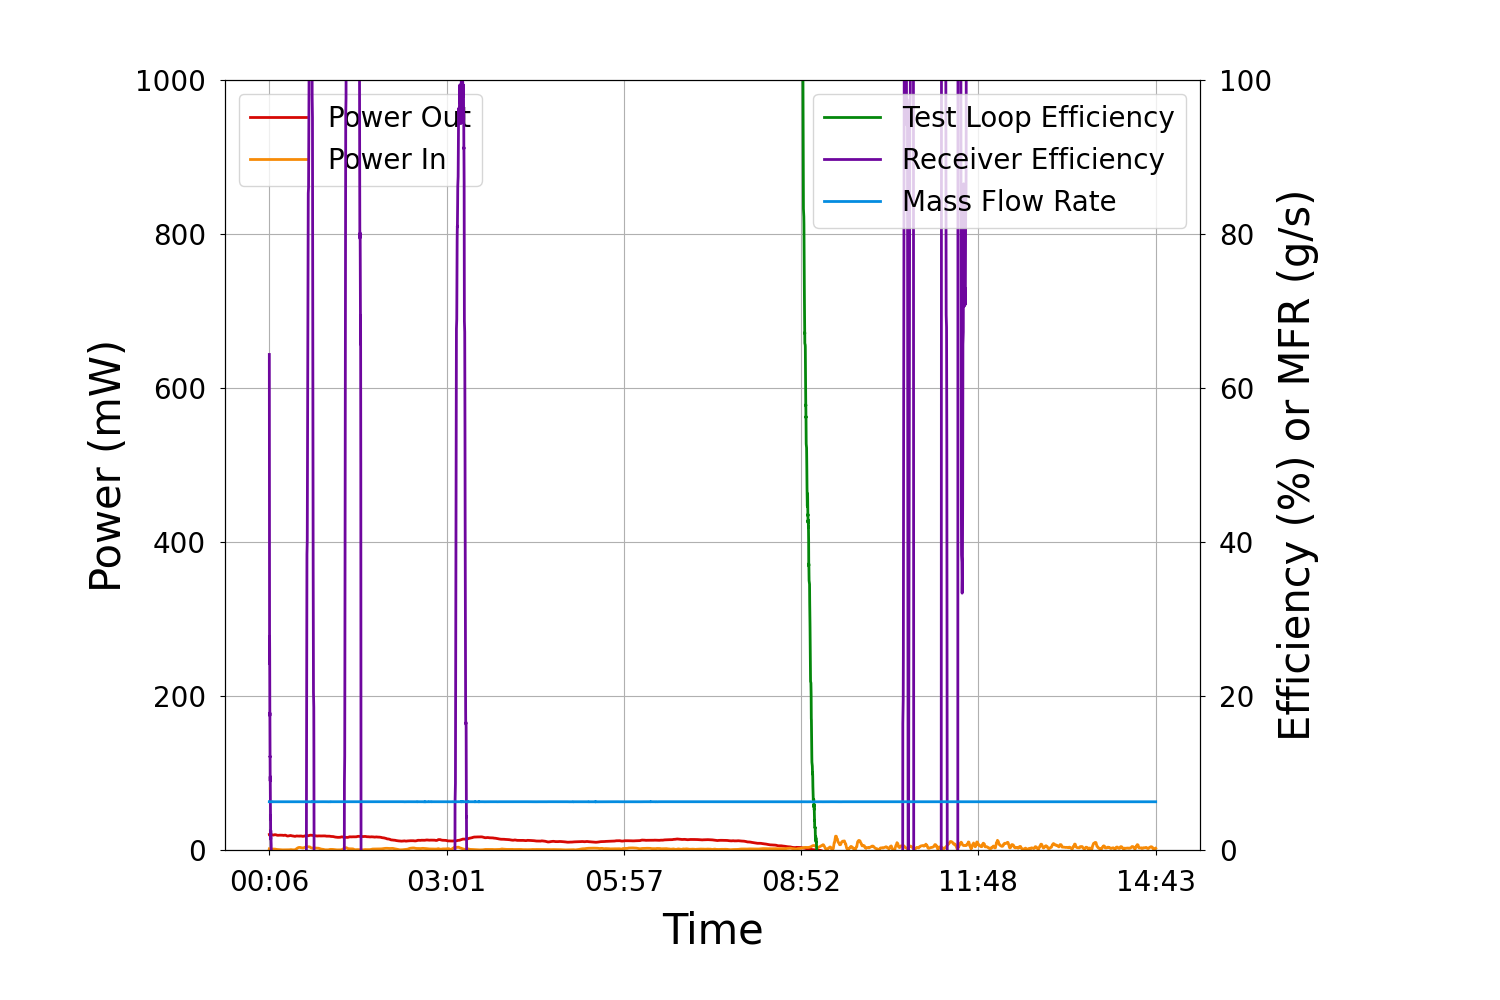 1000
800
600
400
200
0
Power (mW)
Power Out
Power In
Test Loop Efficiency
Receiver Efficiency
Mass Flow Rate
100
80
60
40
20
0
Efficiency (%) or MFR (g/s)
00:06 03:01 05:57 08:52 11:48 14:43
Time